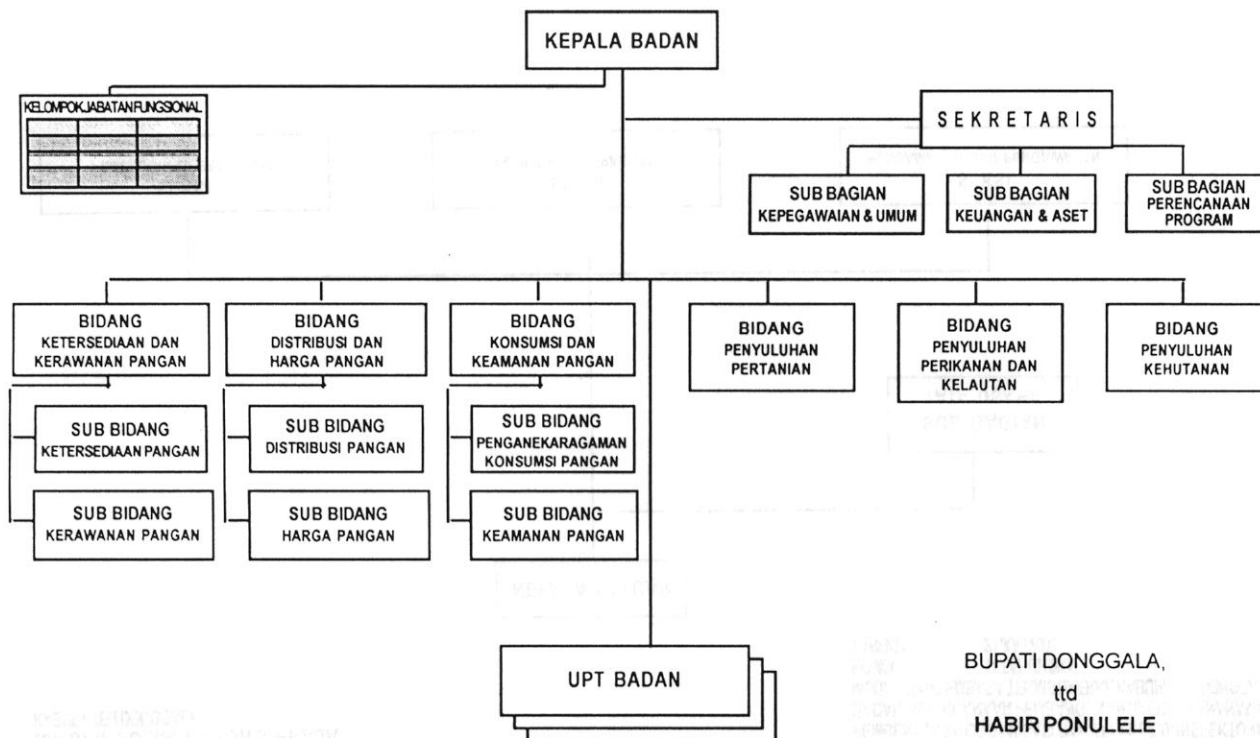 KEPALA BADAN
KELOMPOK JABATAN FUNGSIONAL
SEKRETARIS
SUB BAGIAN
KEPEGAWAIAN & UMUM
SUB BAGIAN
KEUANGAN & ASET
SUB BAGIAN
PERENCANAAN
PROGRAM
BIDANG
KETERSEDIAAN DAN
KERAWANAN PANGAN
BIDANG
DISTRIBUSI DAN
HARGA PANGAN
BIDANG
KONSUMSI DAN
KEAMANAN PANGAN
BIDANG
PENYULUHAN
PERTANIAN
BIDANG
PENYULUHAN
PERIKANAN DAN
KELAUTAN
BIDANG
PENYULUHAN
KEHUTANAN
SUB BIDANG
KETERSEDIAAN PANGAN
SUB BIDANG
DISTRIBUSI PANGAN
SUB BIDANG
PENGANEKARAGAMAN
KONSUMSI PANGAN
SUB BIDANG
KERAWANAN PANGAN
SUB BIDANG
HARGA PANGAN
SUB BIDANG
KEAMANAN PANGAN
UPT BADAN
BUPATI DONGGALA,
ttd
HABIR PONULELE